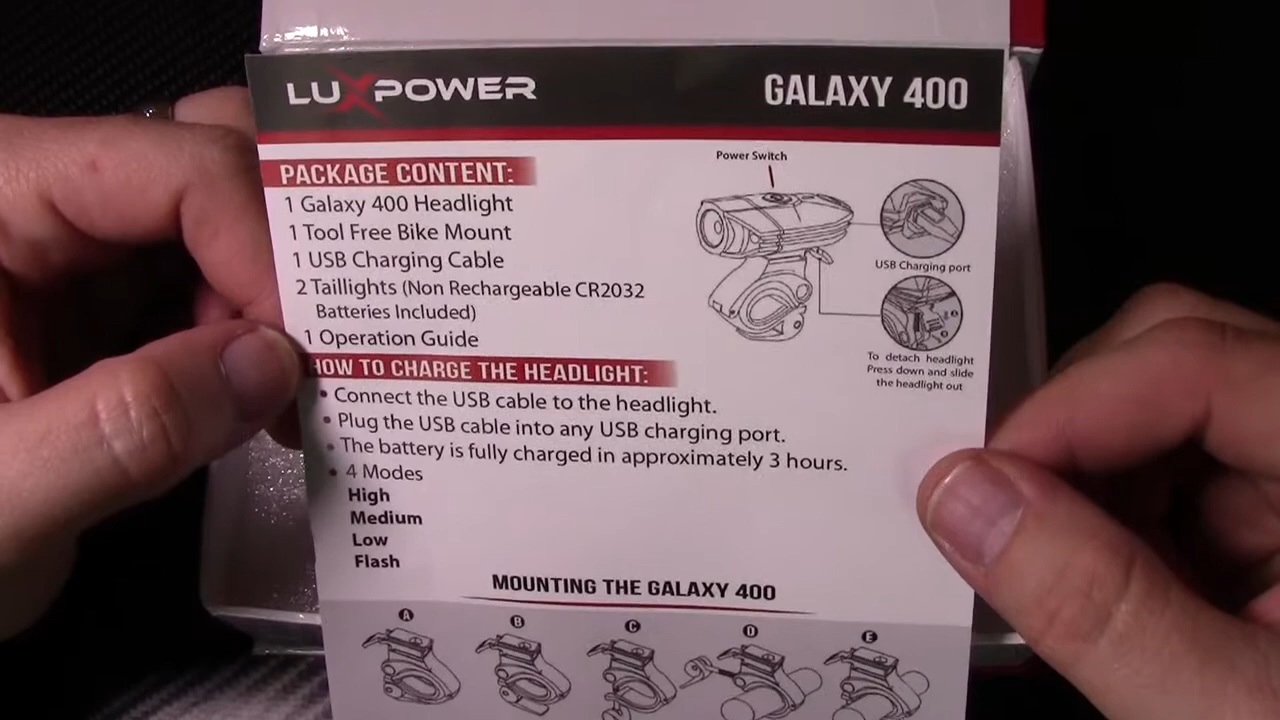 LUXPOWER
GALAXY 400
PACKAGE CONTENT:
1 Galaxy 400 Headlight
1 Tool Free Bike Mount
1 USB Charging Cable
2 Taillights (Non Rechargeable CR2032
Batteries Included)
1 Operation Guide
Power Switch
USB Charging port
To detach headlight
Press down and slide
the headlight out
HOW TO CHARGE THE HEADLIGHT:
• Connect the USB cable to the headlight.
• Plug the USB cable into any USB charging port.
• The battery is fully charged in approximately 3 hours.
• 4 Modes
High
Medium
Low
Flash
MOUNTING THE GALAXY 400
A B C D E